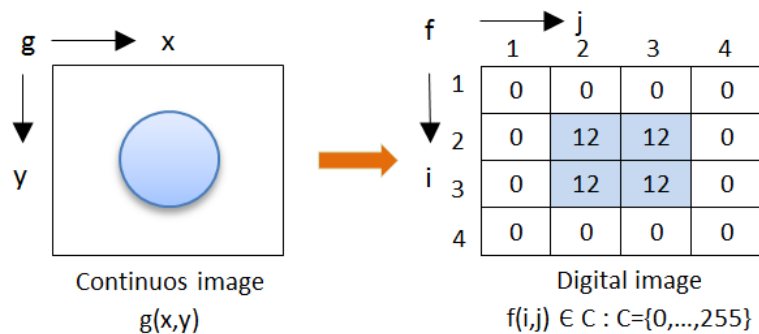 g x
y
Continuos image
g(x,y)
f j
i
1 2 3 4
1 0 0 0 0
2 0 12 12 0
3 0 12 12 0
4 0 0 0 0
Digital image
f(i,j) Є C : C={0,...,255}